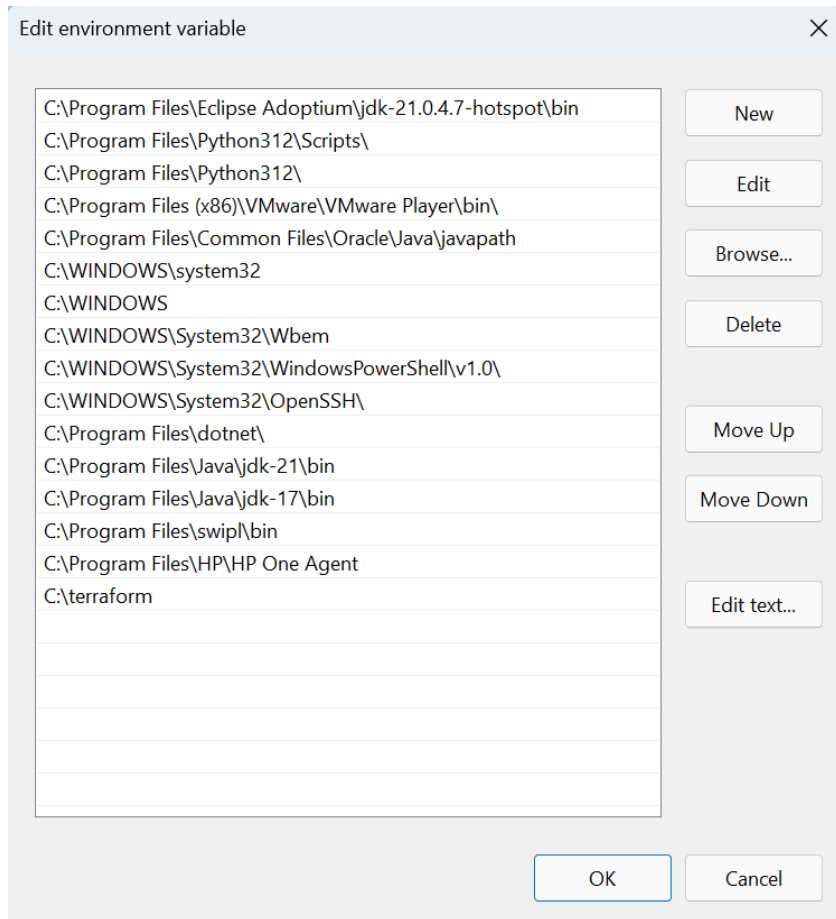 Edit environment variable
C:\Program Files\Eclipse Adoptium\jdk-21.0.4.7-hotspot\bin
C:\Program Files\Python312\Scripts\
C:\Program Files\Python312\
C:\Program Files (x86)\VMware\VMware Player\bin\
C:\Program Files\Common Files\Oracle\Java\javapath
C:\WINDOWS\system32
C:\WINDOWS
C:\WINDOWS\System32\Wbem
C:\WINDOWS\System32\WindowsPowerShell\v1.0\
C:\WINDOWS\System32\OpenSSH\
C:\Program Files\dotnet\
C:\Program Files\Java\jdk-21\bin
C:\Program Files\Java\jdk-17\bin
C:\Program Files\swipl\bin
C:\Program Files\HP\HP One Agent
C:\terraform
New
Edit
Browse...
Delete
Move Up
Move Down
Edit text...
OK
Cancel